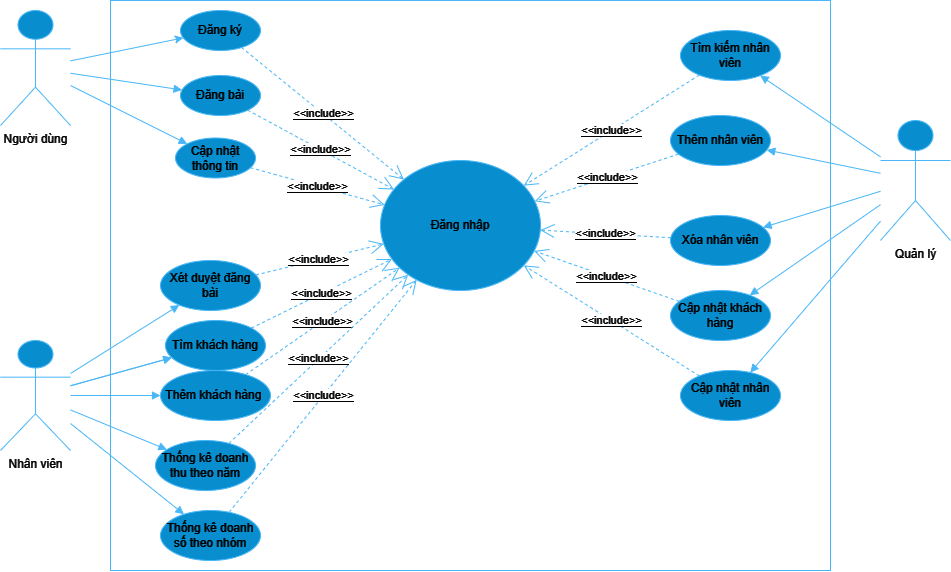 Người dùng
Đăng ký
Đăng bài
Cập nhật
thông tin
<<include>>
<<include>>
<<include>>
Đăng nhập
Nhân viên
Xét duyệt đăng
bài
Tìm khách hàng
Thêm khách hàng
Thống kê doanh
thu theo năm
Thống kê doanh
số theo nhóm
<<include>>
<<include>>
<<include>>
<<include>>
<<include>>
Tìm kiếm nhân
viên
Thêm nhân viên
Xóa nhân viên
Cập nhật khách
hàng
Cập nhật nhân
viên
<<include>>
<<include>>
<<include>>
<<include>>
<<include>>
Quản lý